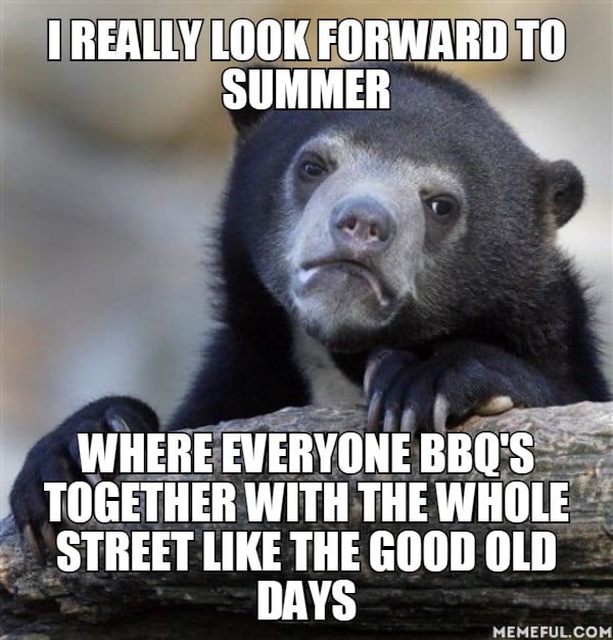 I REALLY LOOK FORWARD TO
SUMMER
WHERE EVERYONE BBQ'S
TOGETHER WITH THE WHOLE
STREET LIKE THE GOOD OLD
DAYS
MEMEFUL.COM